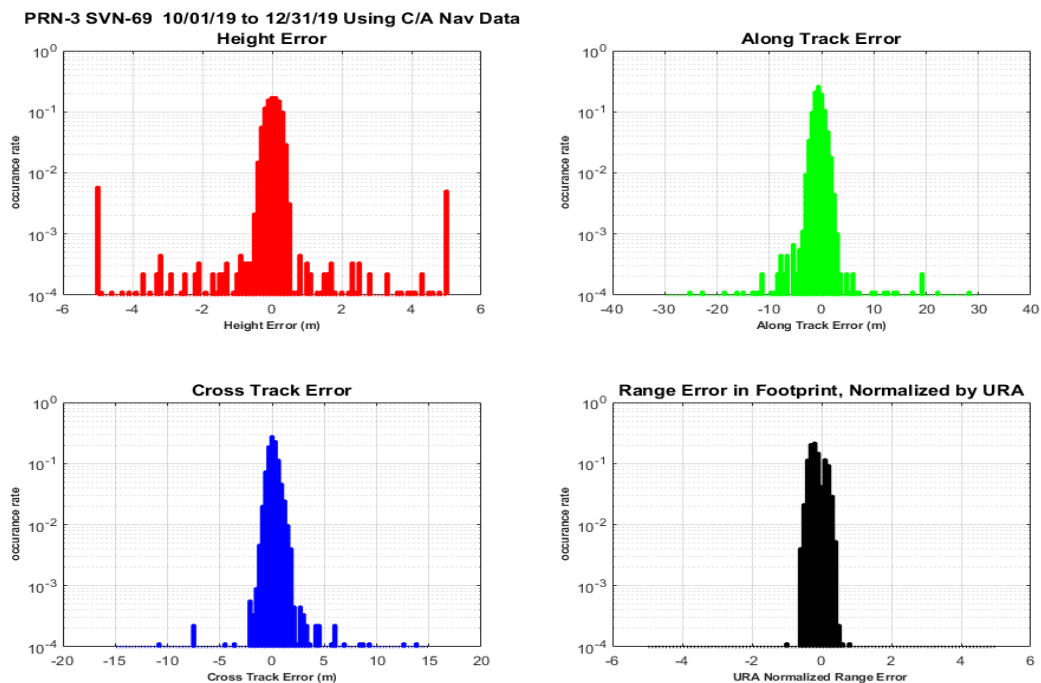 PRN-3 SVN-69 10/01/19 to 12/31/19 Using C/A Nav Data
Height Error
10^0
10^-1
10^-2
10^-3
10^-4
occurance rate
-6 -4 -2 0 2 4 6
Height Error (m)
Along Track Error
10^0
10^-1
10^-2
10^-3
10^-4
occurance rate
-40 -30 -20 -10 0 10 20 30 40
Along Track Error (m)
Cross Track Error
10^0
10^-1
10^-2
10^-3
10^-4
occurance rate
-20 -15 -10 -5 0 5 10 15 20
Cross Track Error (m)
Range Error in Footprint, Normalized by URA
10^0
10^-1
10^-2
10^-3
10^-4
occurance rate
-6 -4 -2 0 2 4 6
URA Normalized Range Error